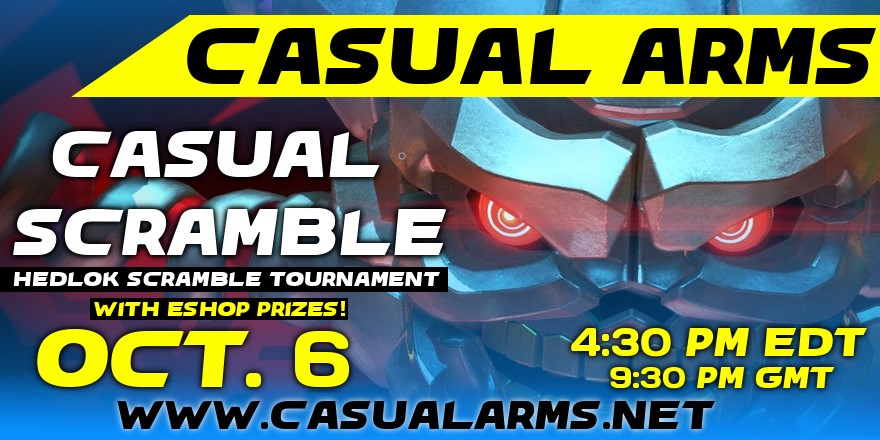 CASUAL ARMS
CASUAL
SCRAMBLE
HEDLOK SCRAMBLE TOURNAMENT
WITH ESHOP PRIZES!
OCT. 6
4:30 PM EDT
9:30 PM GMT
WWW.CASUALARMS.NET